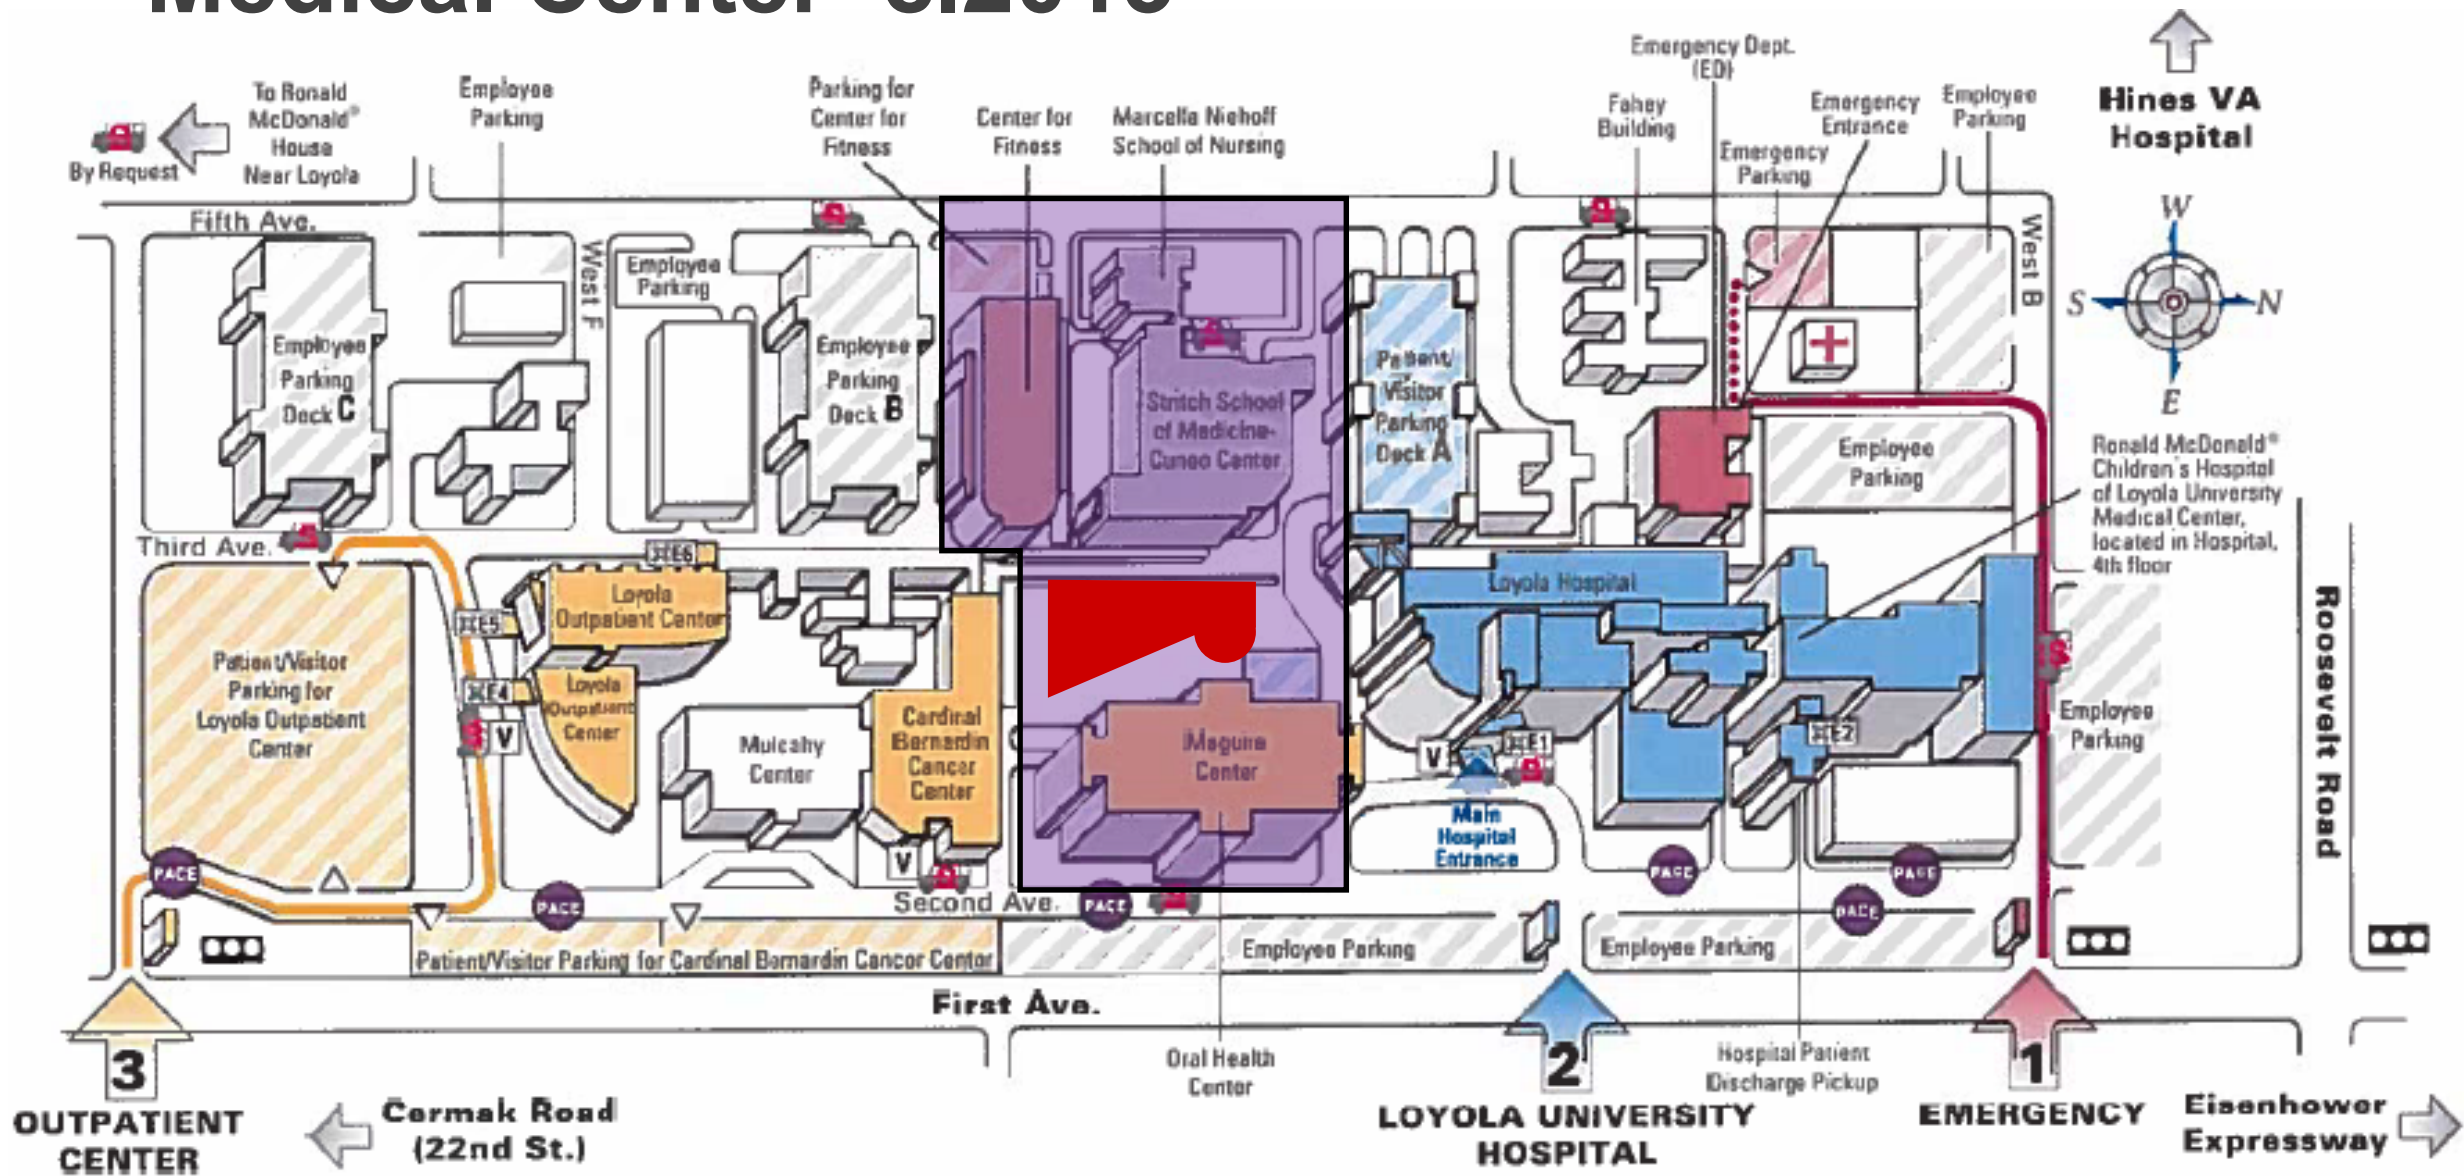 Medical Center
Emergency Dept.
(ED)
To Ronald
McDonald®
House
Near Loyola
By Request
Employee
Parking
Parking for
Center for
Fitness
Center for
Fitness
Marcella Niehoff
School of Nursing
Fahey
Building
Emergency
Parking
Emergency
Entrance
Employee
Parking
Hines VA
Hospital
Fifth Ave.
West F
Employee
Parking
West B
W
S
N
E
Employee
Parking
Deck C
Employee
Parking
Deck B
Stritch School
of Medicine-
Cuneo Center
Patient/
Visitor
Parking
Deck A
Employee
Parking
Ronald McDonald®
Children's Hospital
of Loyola University
Medical Center,
located in Hospital,
4th floor
Third Ave.
E6
Loyola
Outpatient Center
Loyola Hospital
E5
E4
V
Patient/Visitor
Parking for
Loyola Outpatient
Center
Loyola
Outpatient
Center
Mulcahy
Center
Cardinal
Bernardin
Cancer
Center
V
Maguire
Center
V
E1
E2
Main
Hospital
Entrance
Employee
Parking
Roosevelt Road
PACE
PACE
PACE
PACE
PACE
PACE
Second Ave.
Patient/Visitor Parking for Cardinal Bernardin Cancer Center
Employee Parking
Employee Parking
First Ave.
3
OUTPATIENT
CENTER
Cermak Road
(22nd St.)
Oral Health
Center
2
LOYOLA UNIVERSITY
HOSPITAL
Hospital Patient
Discharge Pickup
1
EMERGENCY
Eisenhower
Expressway